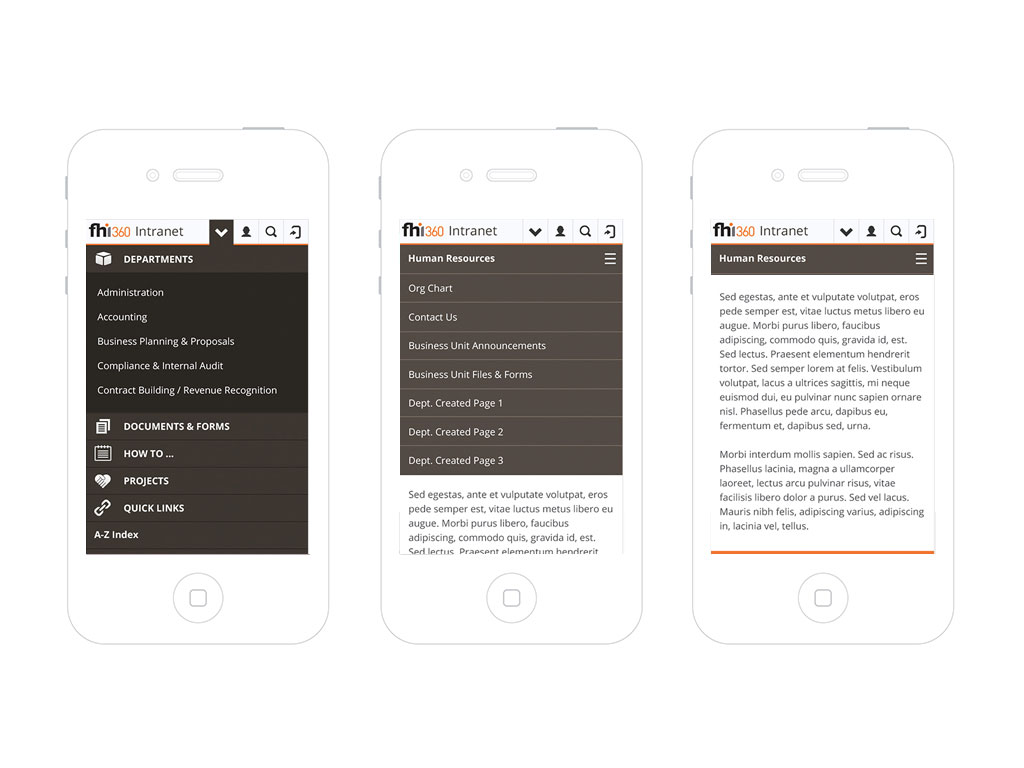 fhi360 Intranet
DEPARTMENTS
Administration
Accounting
Business Planning & Proposals
Compliance & Internal Audit
Contract Building / Revenue Recognition
DOCUMENTS & FORMS
HOW TO ...
PROJECTS
QUICK LINKS
A-Z Index
fhi360 Intranet
Human Resources
Org Chart
Contact Us
Business Unit Announcements
Business Unit Files & Forms
Dept. Created Page 1
Dept. Created Page 2
Dept. Created Page 3
Sed egestas, ante et vulputate volutpat, eros
pede semper est, vitae luctus metus libero eu
augue. Morbi purus libero, faucibus
adipiscing, commodo quis, gravida id, est.
Sed lectus. Praesent elementum hendrerit
fhi360 Intranet
Human Resources
Sed egestas, ante et vulputate volutpat, eros
pede semper est, vitae luctus metus libero eu
augue. Morbi purus libero, faucibus
adipiscing, commodo quis, gravida id, est.
Sed lectus. Praesent elementum hendrerit
tortor. Sed semper lorem at felis. Vestibulum
volutpat, lacus a ultrices sagittis, mi neque
euismod dui, eu pulvinar nunc sapien ornare
nisl. Phasellus pede arcu, dapibus eu,
fermentum et, dapibus sed, urna.
Morbi interdum mollis sapien. Sed ac risus.
Phasellus lacinia, magna a ullamcorper
laoreet, lectus arcu pulvinar risus, vitae
facilisis libero dolor a purus. Sed vel lacus.
Mauris nibh felis, adipiscing varius, adipiscing
in, lacinia vel, tellus.